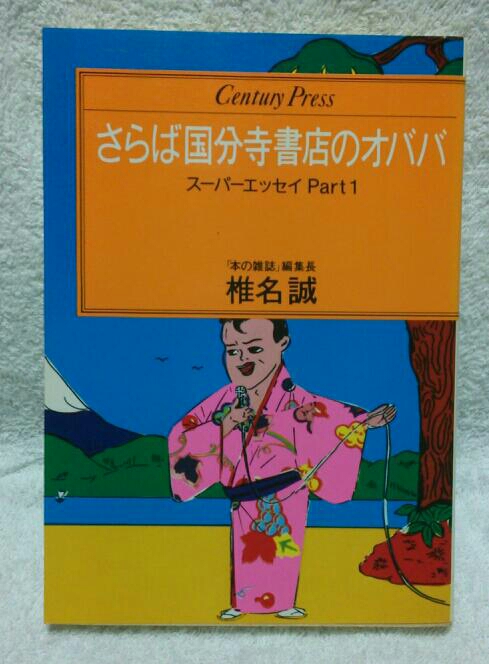 Century Press
さらば国分寺書店のオババ
スーパーエッセイ Part1
「本の雑誌」編集長
椎名誠